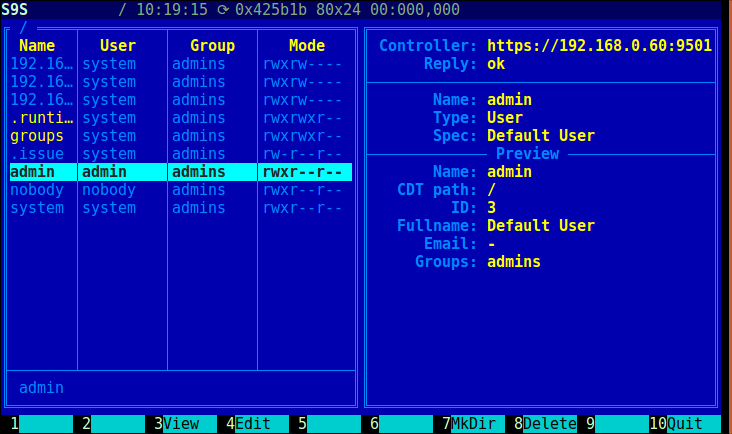 S9S / 10:19:15 ⟳ 0x425b1b 80x24 00:000,000
/
Name User Group Mode
192.16… system admins rwxrw----
192.16… system admins rwxrw----
192.16… system admins rwxrw----
.runti… system admins rwxrwxr--
groups system admins rwxrwxr--
.issue system admins rw-r--r--
admin admin admins rwxr--r--
nobody nobody admins rwxr--r--
system system admins rwxr--r--
admin
Controller: https://192.168.0.60:9501
Reply: ok
Name: admin
Type: User
Spec: Default User
Preview
Name: admin
CDT path: /
ID: 3
Fullname: Default User
Email: -
Groups: admins
1 2 3View 4Edit 5 6 7MkDir 8Delete 9 10Quit